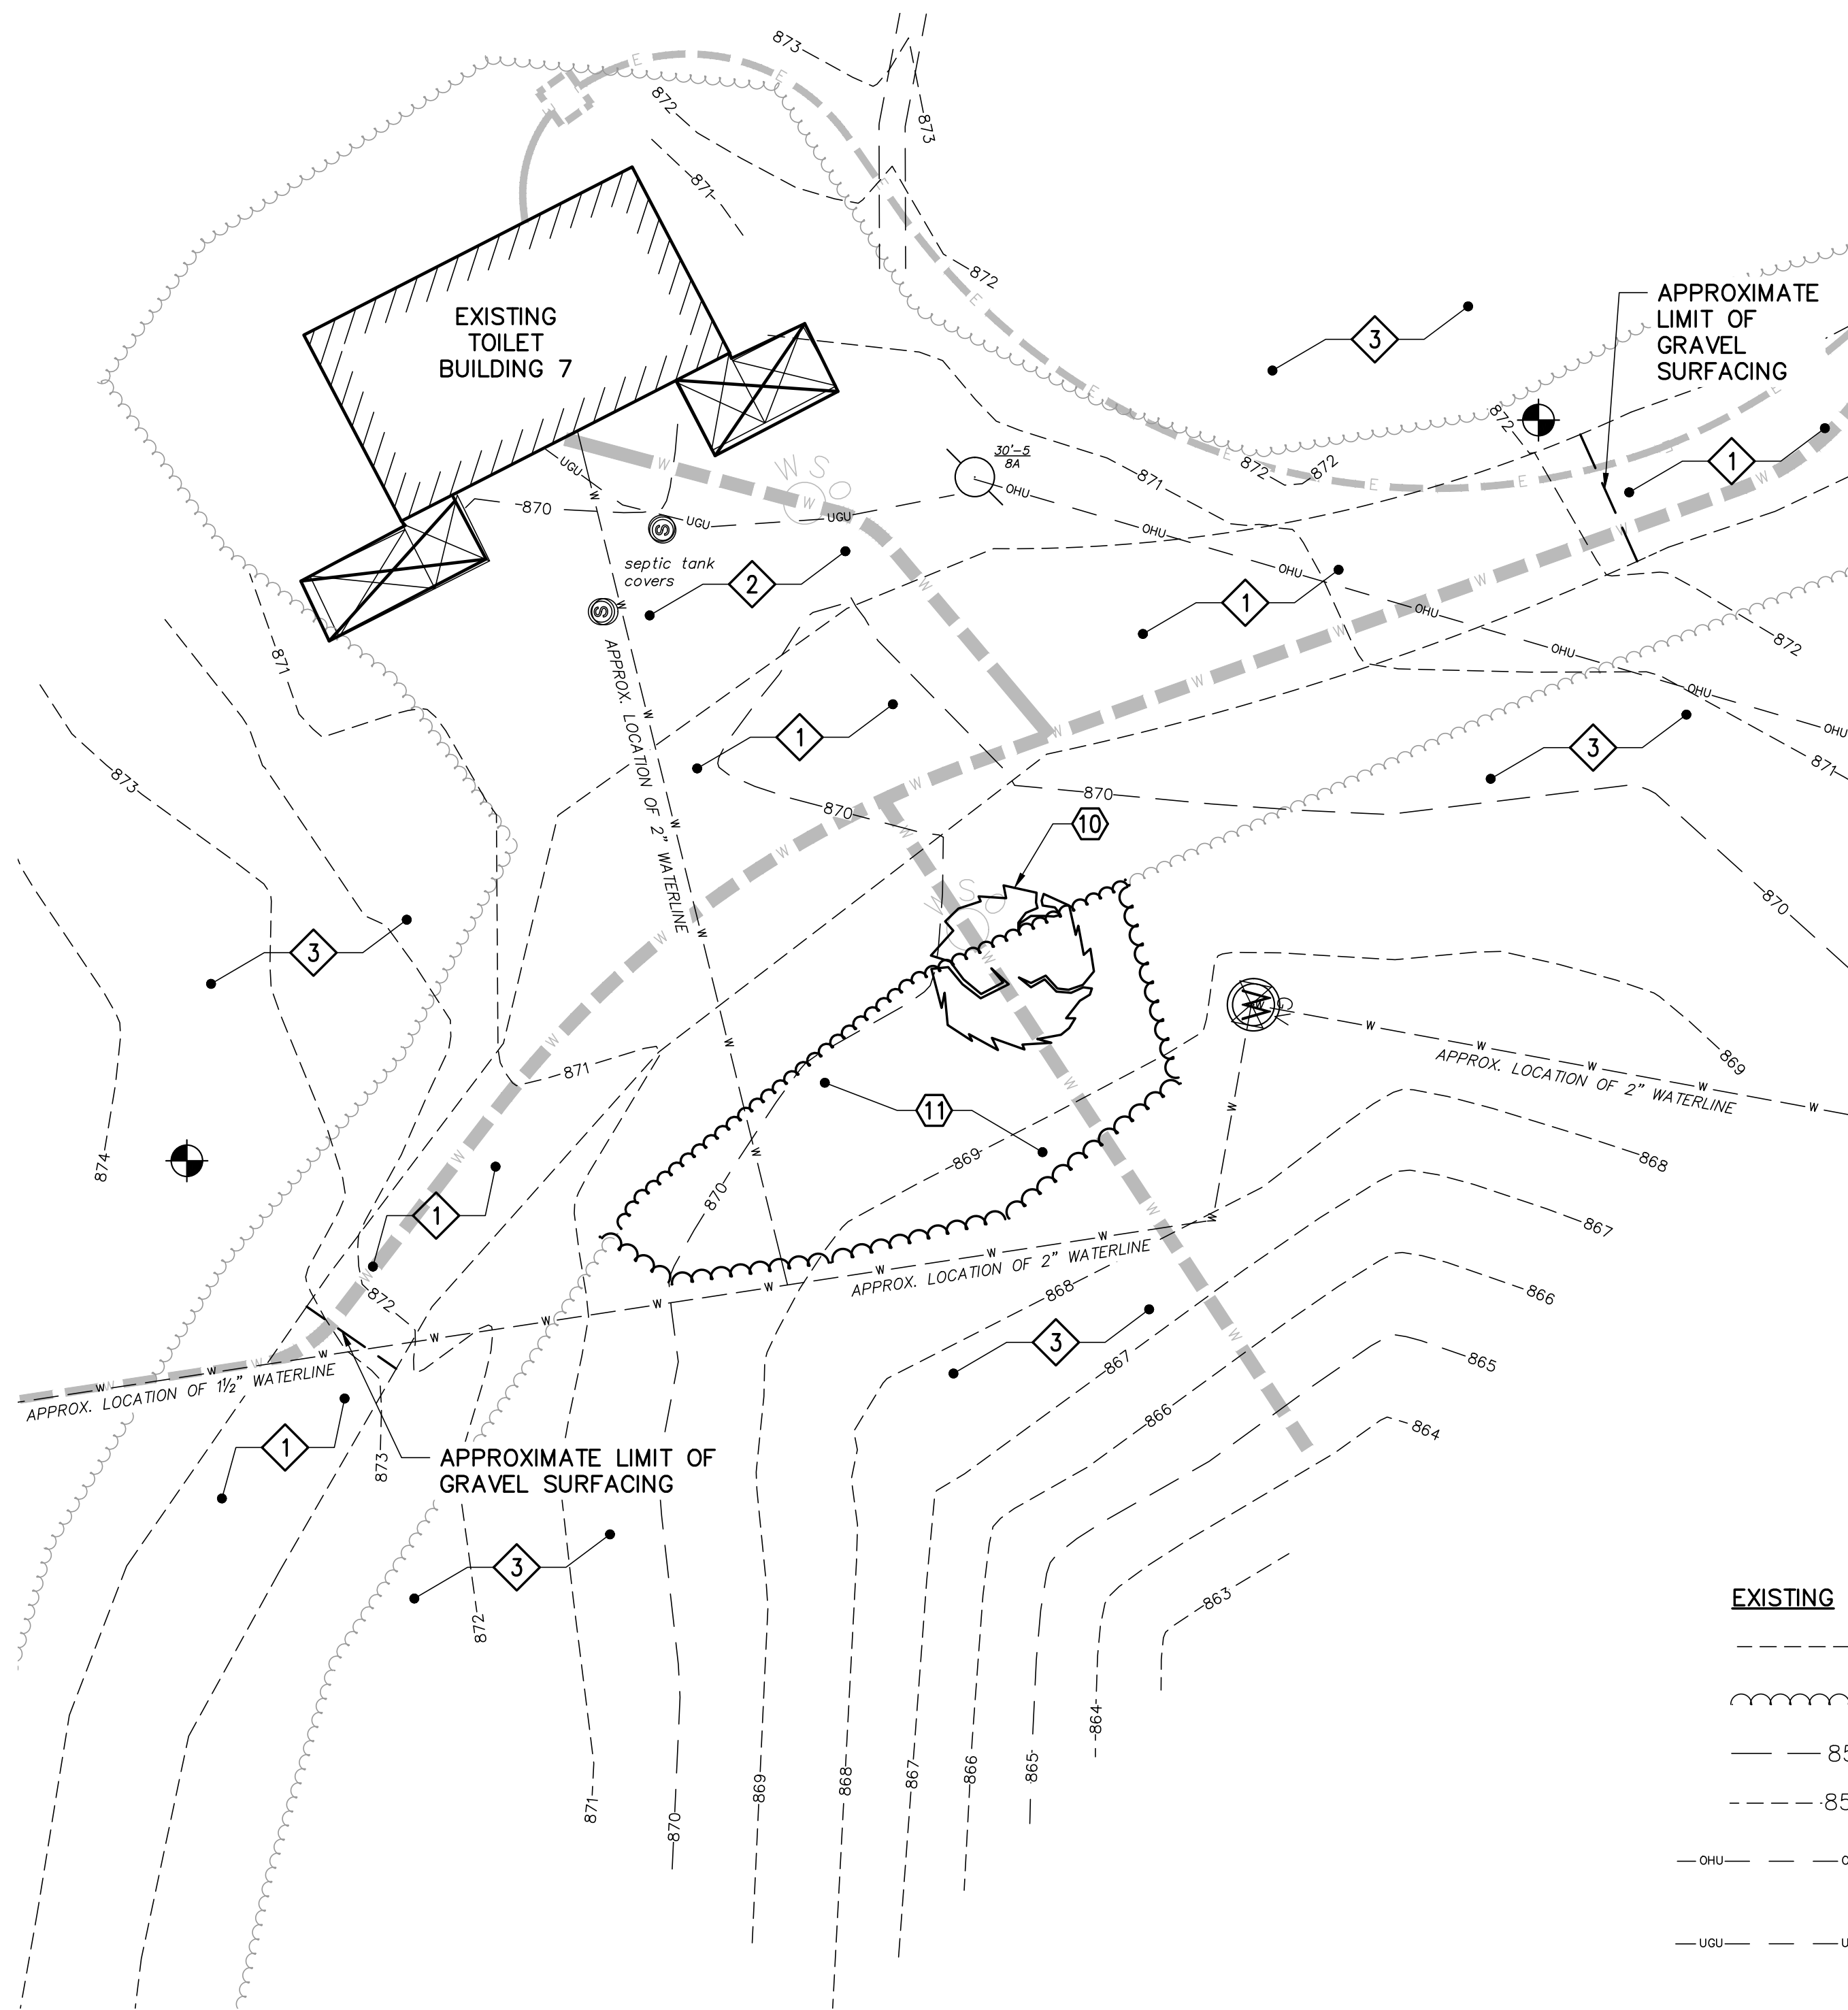 873
E
E
872
873
871
872
E
EXISTING
TOILET
BUILDING 7
3
APPROXIMATE
LIMIT OF
GRAVEL
SURFACING
E
E
872
E
872
872
E
E
1
W
30'-5
8A
OHU
871
UGU
W
W
W S
W
UGU
UGU
870
S
septic tank
covers
2
S
W
W
OHU
OHU
1
OHU
OHU
OHU
OHU
W
W
W
W
872
871
871
873
APPROX. LOCATION OF 2" WATERLINE
W
W
W
1
W
W
W
3
870
870
10
W
W
W S
W
870
3
W
W
869
APPROX. LOCATION OF 2" WATERLINE
W
W
W
W
W
W
W
871
11
W
W
869
870
874
1
W
W
868
867
866
865
864
APPROX. LOCATION OF 2" WATERLINE
W
W
W
W
W
W
W
W
W
868
872
3
867
866
W
W
W
W
W
APPROX. LOCATION OF 1½" WATERLINE
1
873
APPROXIMATE LIMIT OF
GRAVEL SURFACING
3
872
863
871
870
869
868
867
866
865
864
EXISTING
OHU
UGU